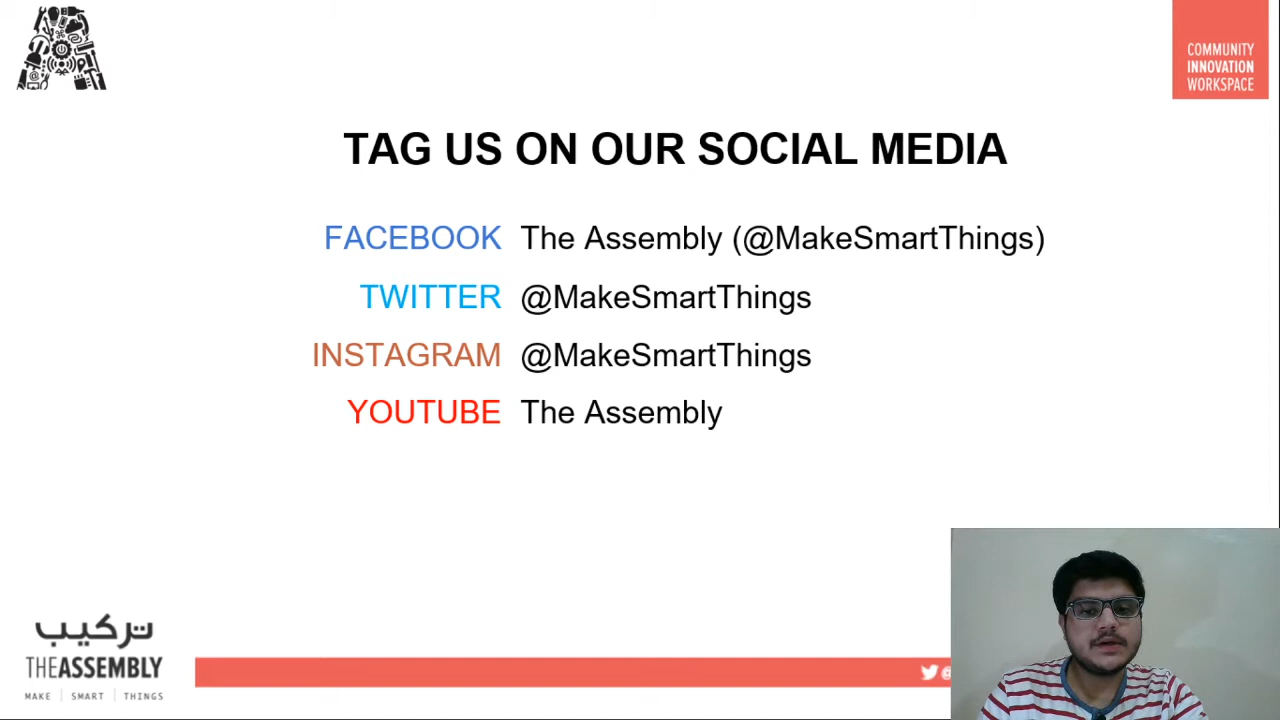 COMMUNITY
INNOVATION
WORKSPACE
TAG US ON OUR SOCIAL MEDIA
FACEBOOK The Assembly (@MakeSmartThings)
TWITTER @MakeSmartThings
INSTAGRAM @MakeSmartThings
YOUTUBE The Assembly
تركيب
THEASSEMBLY
MAKE | SMART | THINGS
@